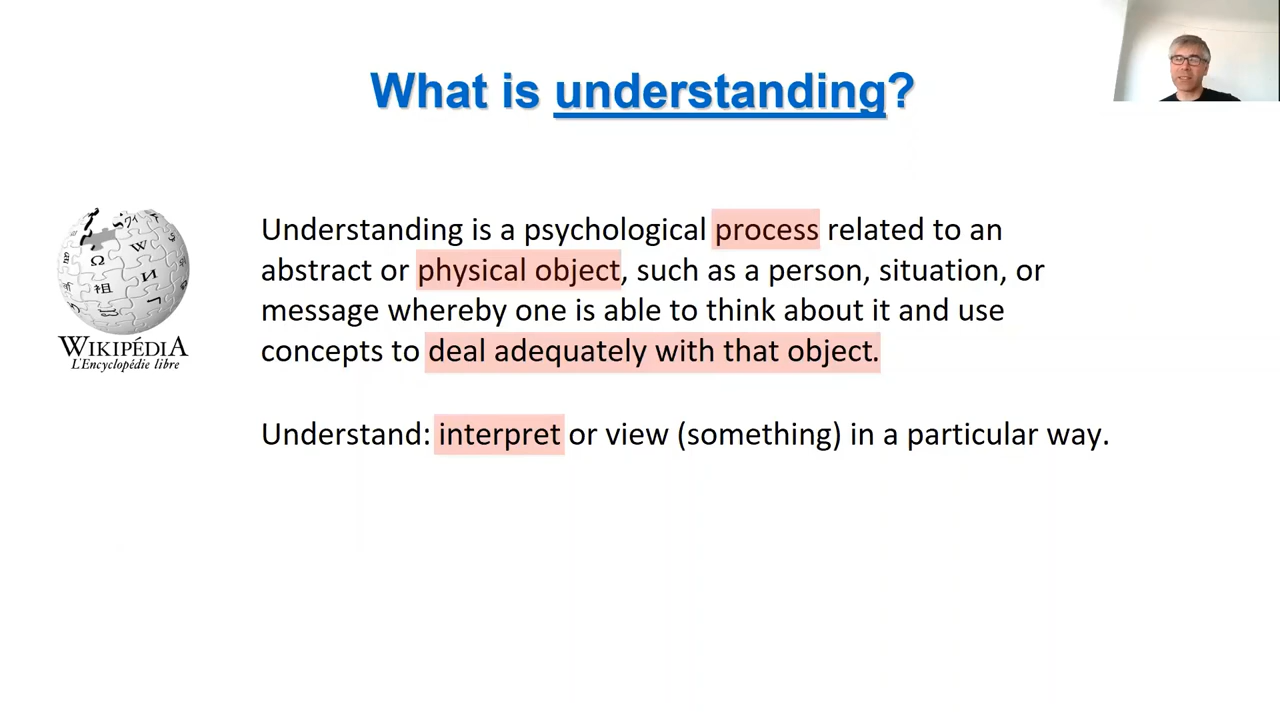 What is understanding?
Understanding is a psychological process related to an
abstract or physical object, such as a person, situation, or
message whereby one is able to think about it and use
concepts to deal adequately with that object.
Understand: interpret or view (something) in a particular way.
WIKIPÉDIA
L'Encyclopédie libre